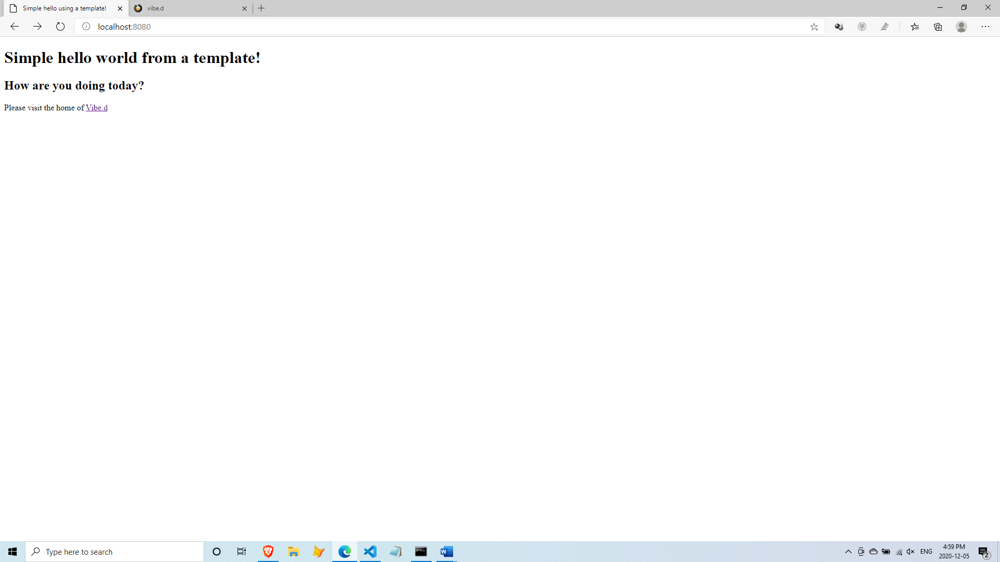 Simple hello using a template!
vibe.d
localhost:8080
Simple hello world from a template!
How are you doing today?
Please visit the home of Vibe.d
Type here to search
ENG
4:59 PM
2020-12-05
2